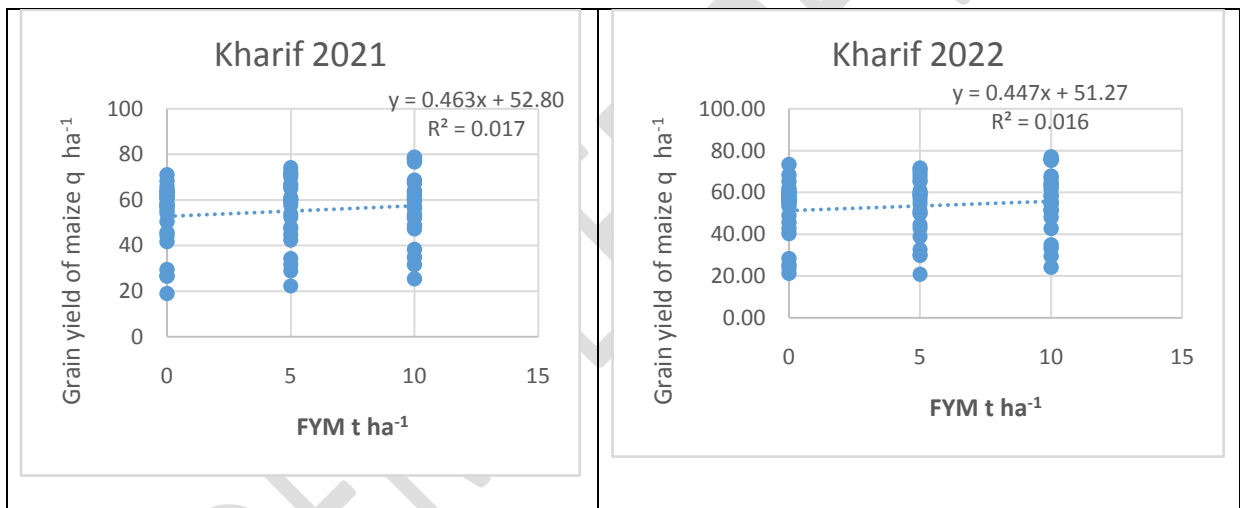 Kharif 2021
y = 0.463x + 52.80
R² = 0.017
100
80
60
40
20
0
0 5 10 15
Grain yield of maize q ha⁻¹
FYM t ha⁻¹
Kharif 2022
y = 0.447x + 51.27
R² = 0.016
100.00
80.00
60.00
40.00
20.00
0.00
0 5 10 15
Grain yield of maize q ha⁻¹
FYM t ha⁻¹